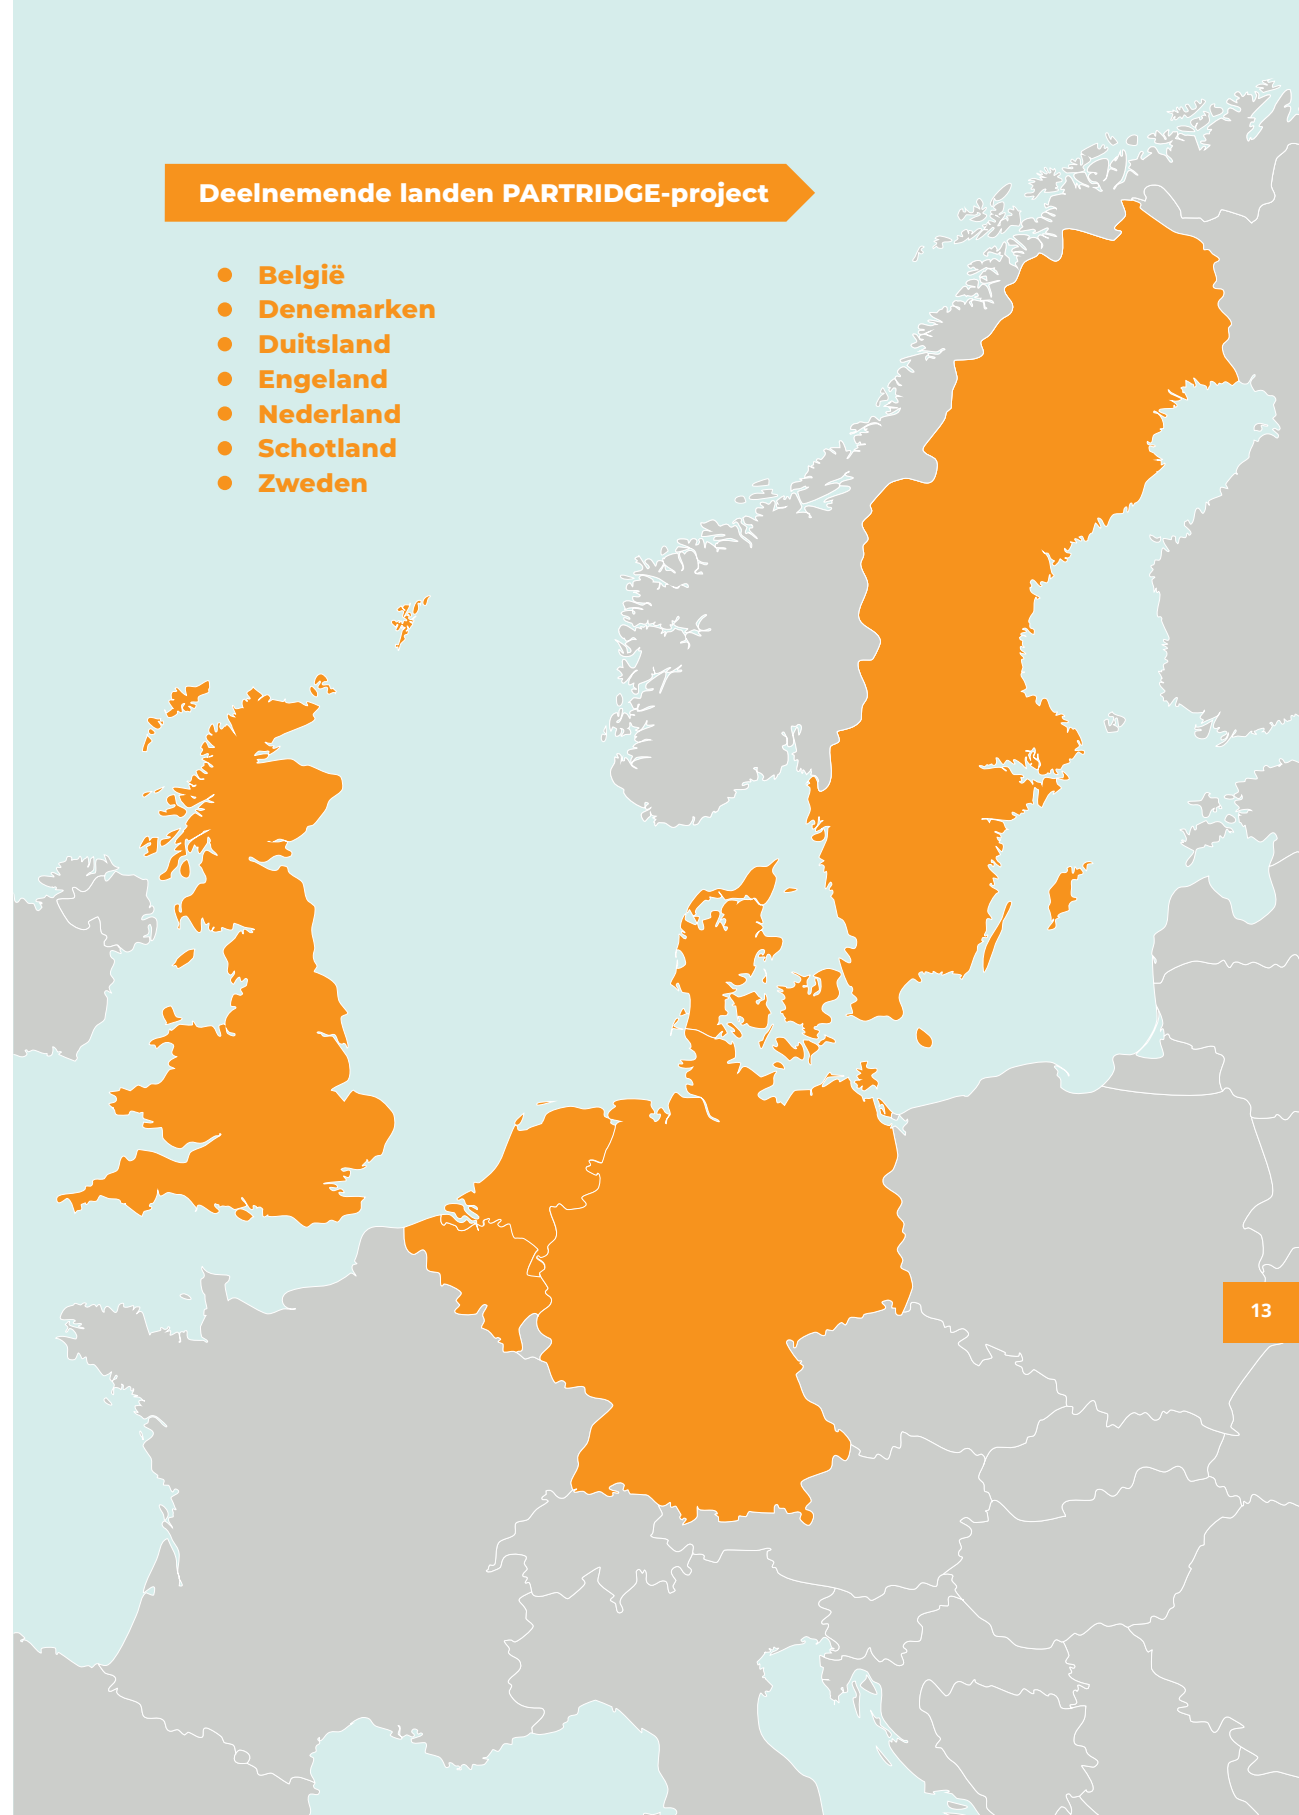 Deelnemende landen PARTRIDGE-project
België
Denemarken
Duitsland
Engeland
Nederland
Schotland
Zweden
13